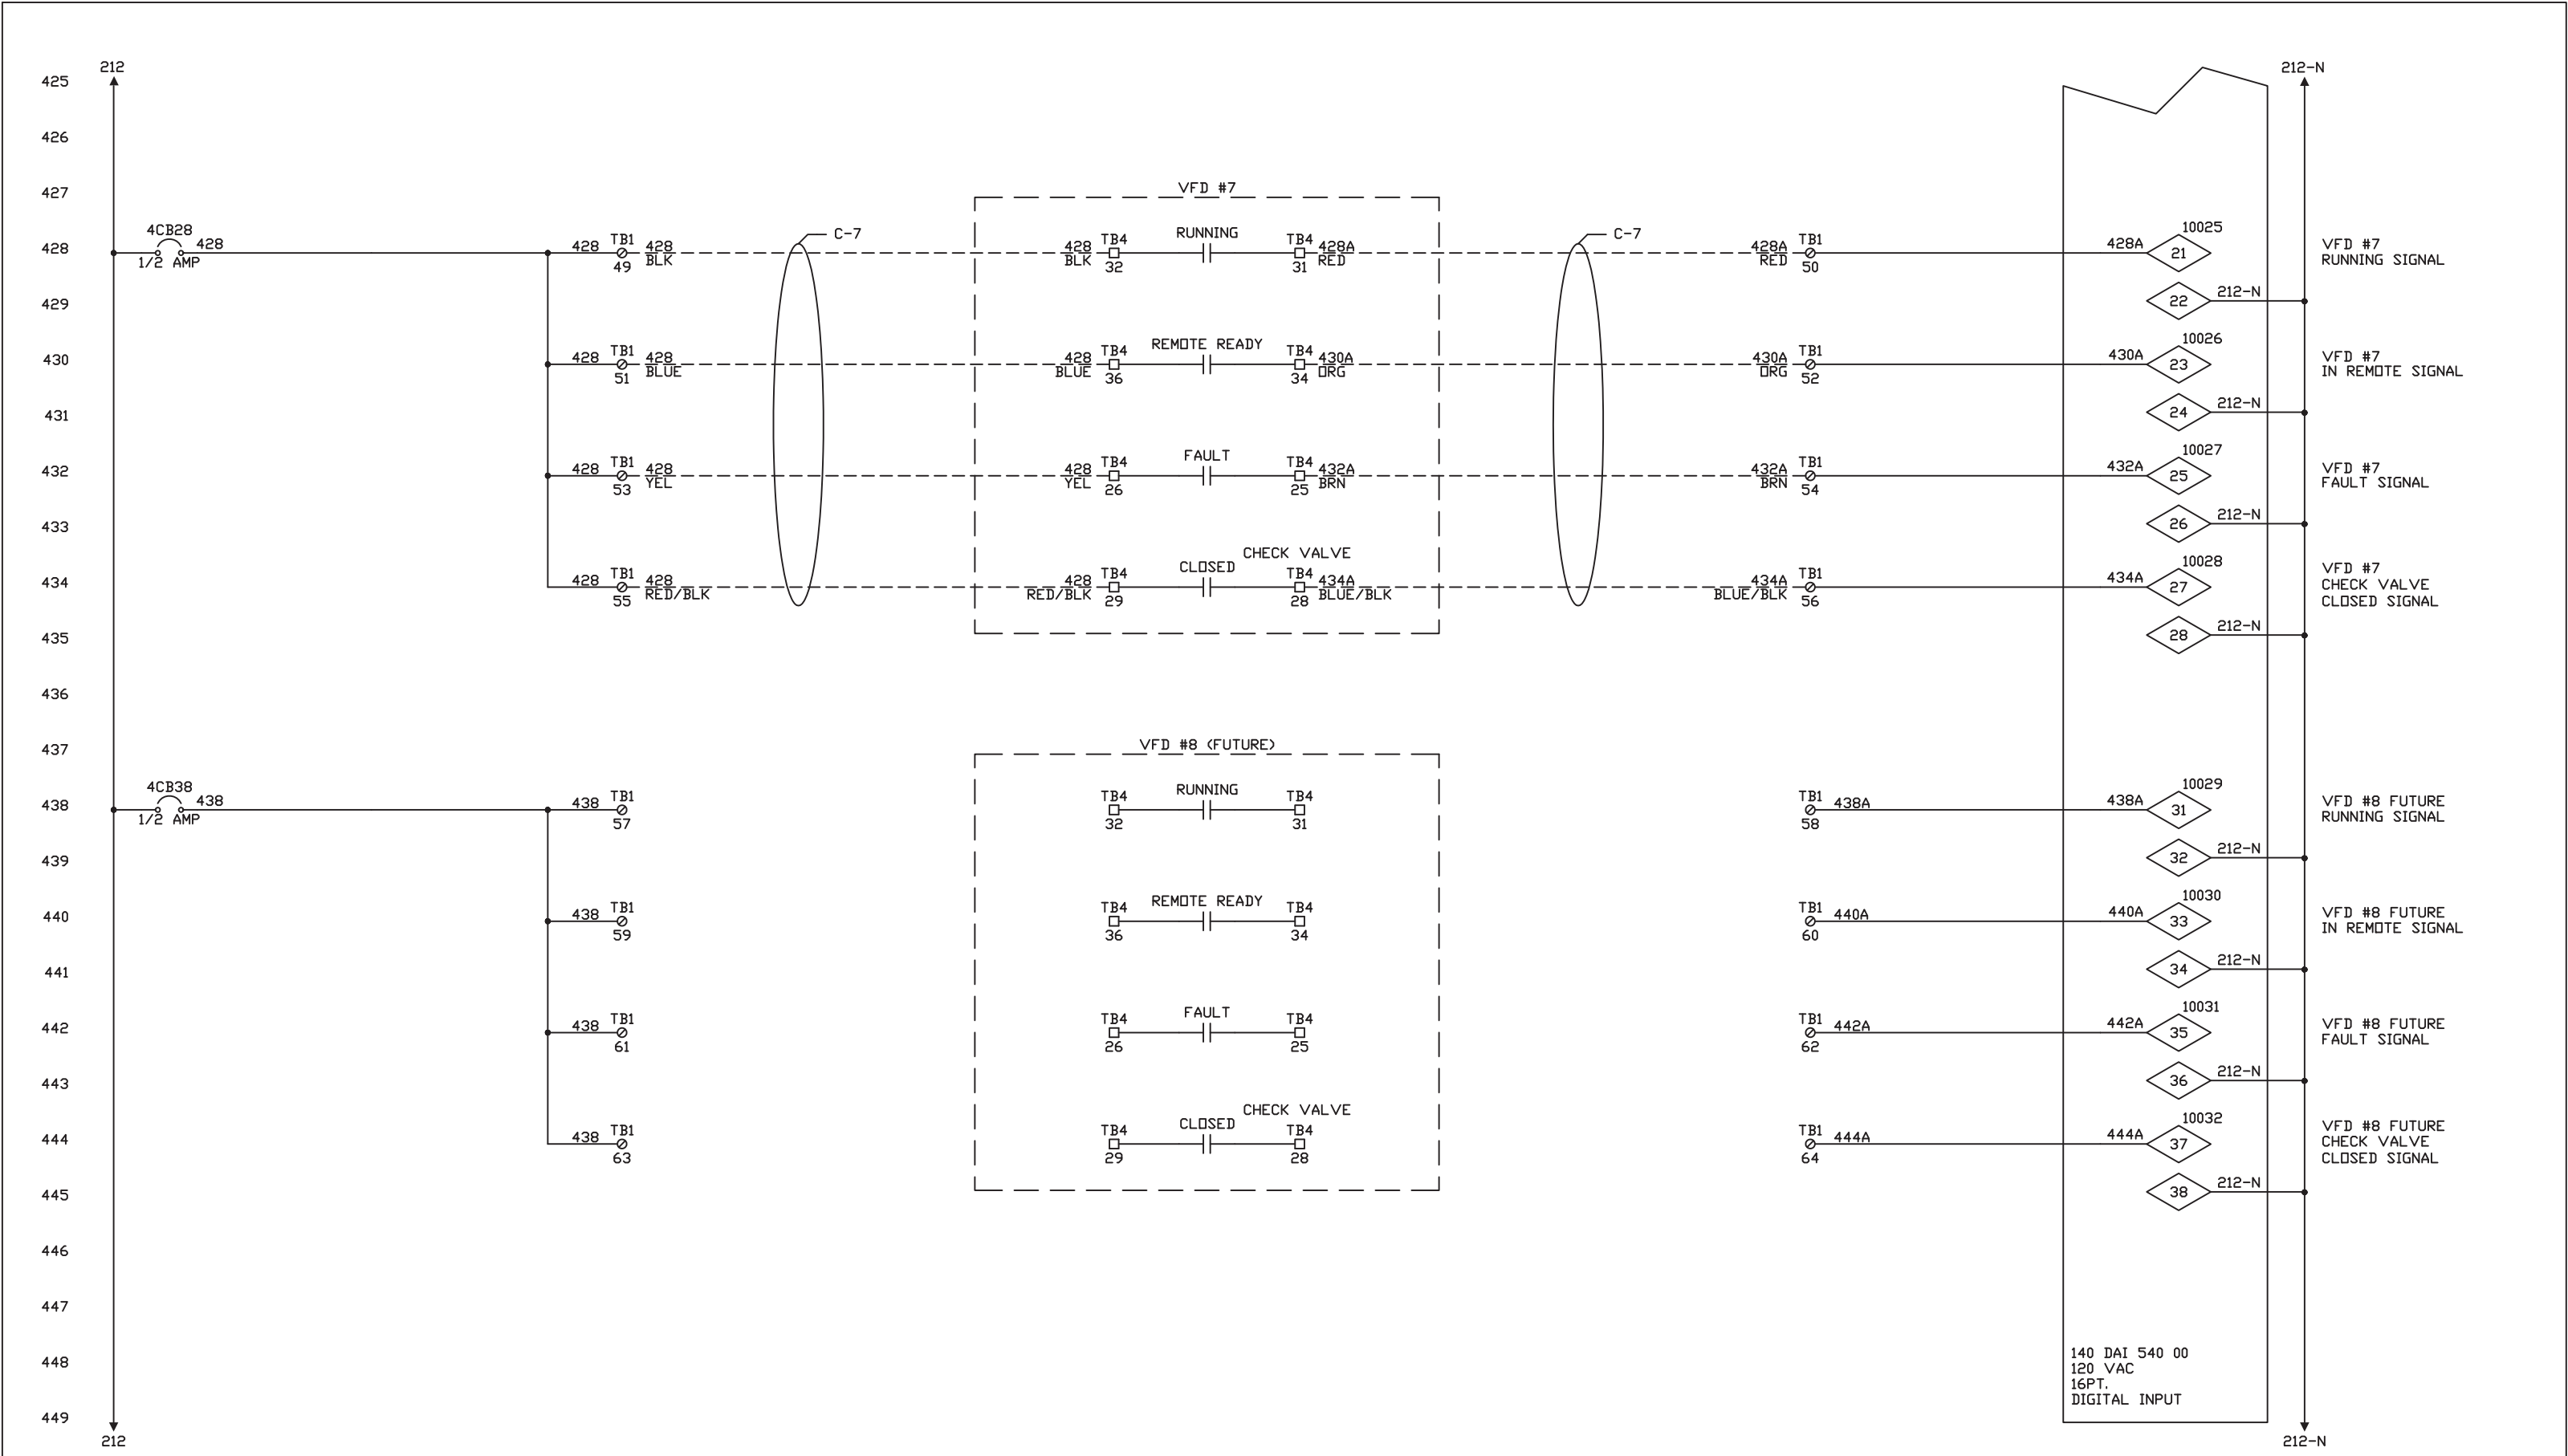 212
212-N
425
426
427
VFD #7
4CB28
428
1/2 AMP
428
428 TB1 428
49 BLK
C-7
428 TB4
BLK 32
RUNNING
TB4 428A
31 RED
C-7
428A TB1
RED 50
428A
10025
21
VFD #7
RUNNING SIGNAL
429
22
212-N
430
428 TB1 428
51 BLUE
428 TB4
BLUE 36
REMOTE READY
TB4 430A
34 ORG
430A TB1
ORG 52
430A
10026
23
VFD #7
IN REMOTE SIGNAL
431
24
212-N
432
428 TB1 428
53 YEL
428 TB4
YEL 26
FAULT
TB4 432A
25 BRN
432A TB1
BRN 54
432A
10027
25
VFD #7
FAULT SIGNAL
433
26
212-N
434
428 TB1 428
55 RED/BLK
428 TB4
RED/BLK 29
CHECK VALVE
CLOSED
TB4 434A
28 BLUE/BLK
434A TB1
BLUE/BLK 56
434A
10028
27
VFD #7
CHECK VALVE
CLOSED SIGNAL
435
28
212-N
436
437
VFD #8 (FUTURE)
438
4CB38
438
1/2 AMP
438 TB1
57
TB4
32
RUNNING
TB4
31
TB1 438A
58
438A
10029
31
VFD #8 FUTURE
RUNNING SIGNAL
439
32
212-N
440
438 TB1
59
TB4
36
REMOTE READY
TB4
34
TB1 440A
60
440A
10030
33
VFD #8 FUTURE
IN REMOTE SIGNAL
441
34
212-N
442
438 TB1
61
TB4
26
FAULT
TB4
25
TB1 442A
62
442A
10031
35
VFD #8 FUTURE
FAULT SIGNAL
443
36
212-N
444
438 TB1
63
TB4
29
CHECK VALVE
CLOSED
TB4
28
TB1 444A
64
444A
10032
37
VFD #8 FUTURE
CHECK VALVE
CLOSED SIGNAL
445
38
212-N
446
447
448
140 DAI 540 00
120 VAC
16PT.
DIGITAL INPUT
449
212
212-N